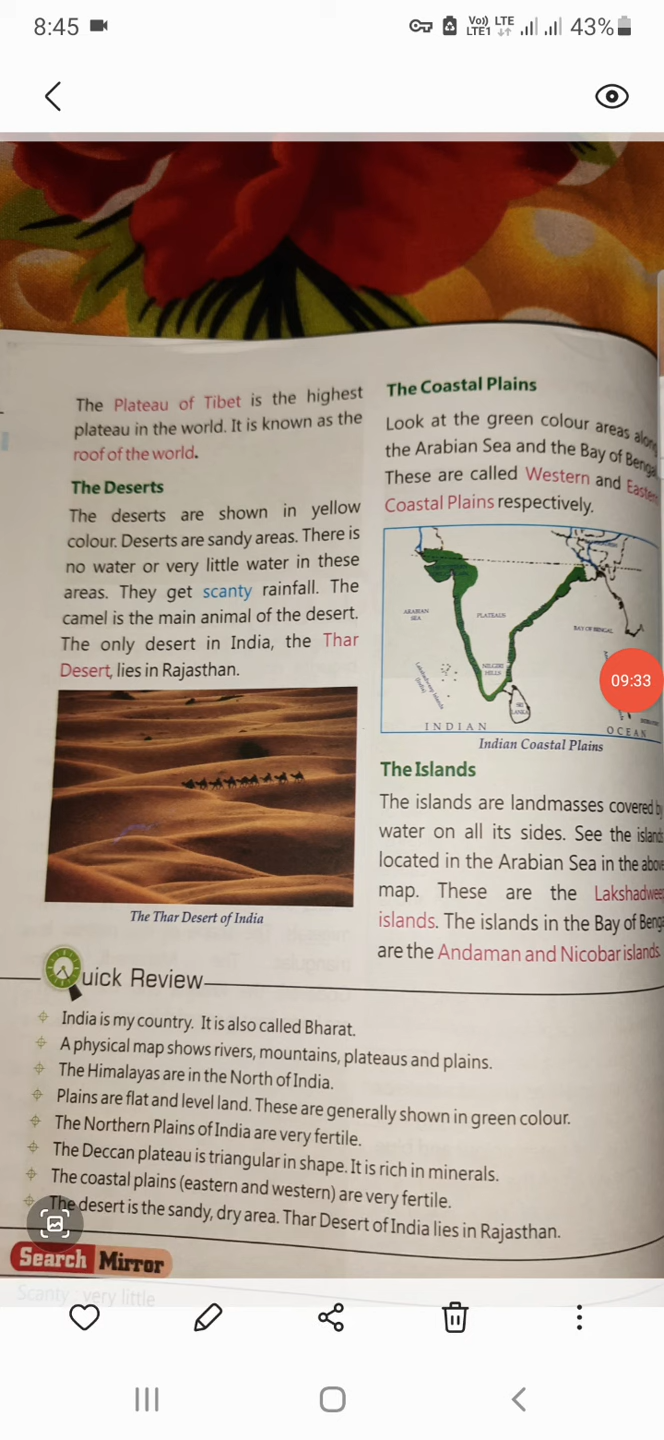 8:45
Vo)) LTE
LTE1
43%
The Plateau of Tibet is the highest
plateau in the world. It is known as the
roof of the world.
The Deserts
The deserts are shown in yellow
colour. Deserts are sandy areas. There is
no water or very little water in these
areas. They get scanty rainfall. The
camel is the main animal of the desert.
The only desert in India, the Thar
Desert, lies in Rajasthan.
The Thar Desert of India
The Coastal Plains
Look at the green colour areas along
the Arabian Sea and the Bay of Bengal
These are called Western and Eastern
Coastal Plains respectively.
ARABIAN
SEA
PLATEAUS
BAY OF BENGAL
NILGIRI
HILLS
Lakshadweep Islands
(India)
SRI
LANKA
INDIAN
OCEAN
09:33
Indian Coastal Plains
The Islands
The islands are landmasses covered by
water on all its sides. See the islands
located in the Arabian Sea in the above
map. These are the Lakshadweep
islands. The islands in the Bay of Benga
are the Andaman and Nicobar islands.
Quick Review
India is my country. It is also called Bharat.
A physical map shows rivers, mountains, plateaus and plains.
The Himalayas are in the North of India.
Plains are flat and level land. These are generally shown in green colour.
The Northern Plains of India are very fertile.
The Deccan plateau is triangular in shape. It is rich in minerals.
The coastal plains (eastern and western) are very fertile.
The desert is the sandy, dry area. Thar Desert of India lies in Rajasthan.
Search Mirror
Scanty : very little